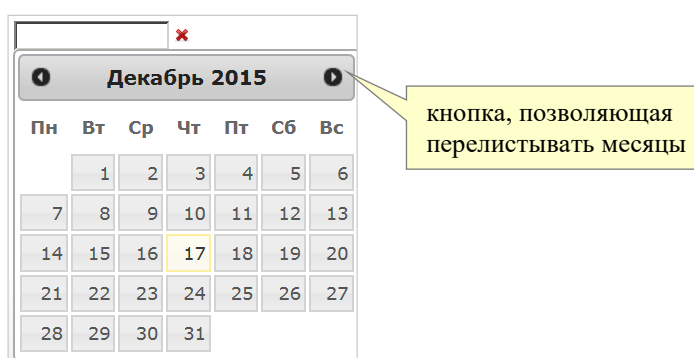 Декабрь 2015
Пн Вт Ср Чт Пт Сб Вс
1 2 3 4 5 6
7 8 9 10 11 12 13
14 15 16 17 18 19 20
21 22 23 24 25 26 27
28 29 30 31
кнопка, позволяющая
перелистывать месяцы